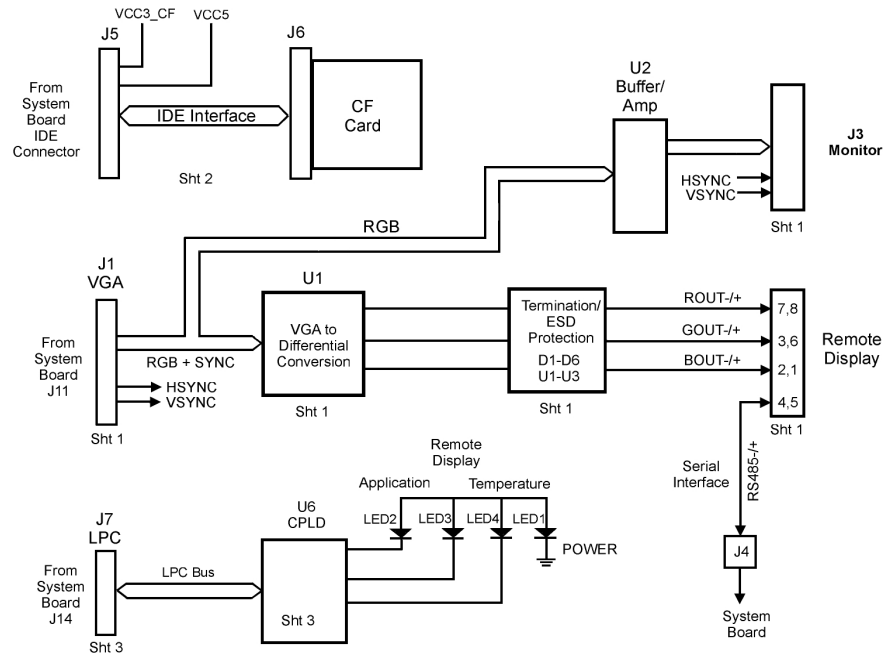 VCC3_CF
VCC5
J5
J6
From
System
Board
IDE
Connector
IDE Interface
CF
Card
Sht 2
U2
Buffer/
Amp
J3
Monitor
HSYNC
VSYNC
Sht 1
RGB
J1
VGA
From
System
Board
J11
RGB + SYNC
HSYNC
VSYNC
Sht 1
U1
VGA to
Differential
Conversion
Sht 1
Termination/
ESD
Protection
D1-D6
U1-U3
Sht 1
ROUT-/+
GOUT-/+
BOUT-/+
7,8
3,6
2,1
4,5
Remote
Display
Sht 1
Serial
Interface
RS485-/+
J4
System
Board
J7
LPC
From
System
Board
J14
LPC Bus
Sht 3
U6
CPLD
Sht 3
Remote
Display
Application
Temperature
LED2
LED3
LED4
LED1
POWER